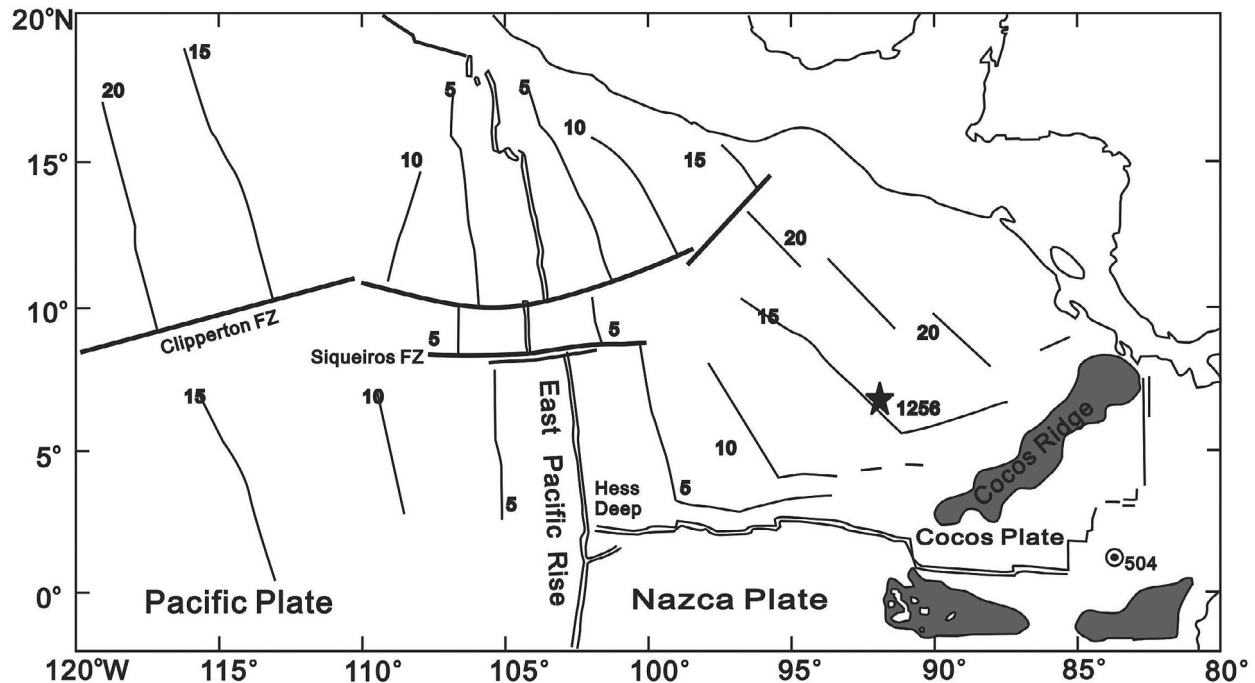 20°N
15
20
5
5
10
15
10
15°
20
15
20
10°
5
5
Clipperton FZ
Siqueiros FZ
15
10
1256
10
5°
5
5
East Pacific Rise
Hess
Deep
Cocos Ridge
Cocos Plate
504
0°
Pacific Plate
Nazca Plate
120°W
115°
110°
105°
100°
95°
90°
85°
80°